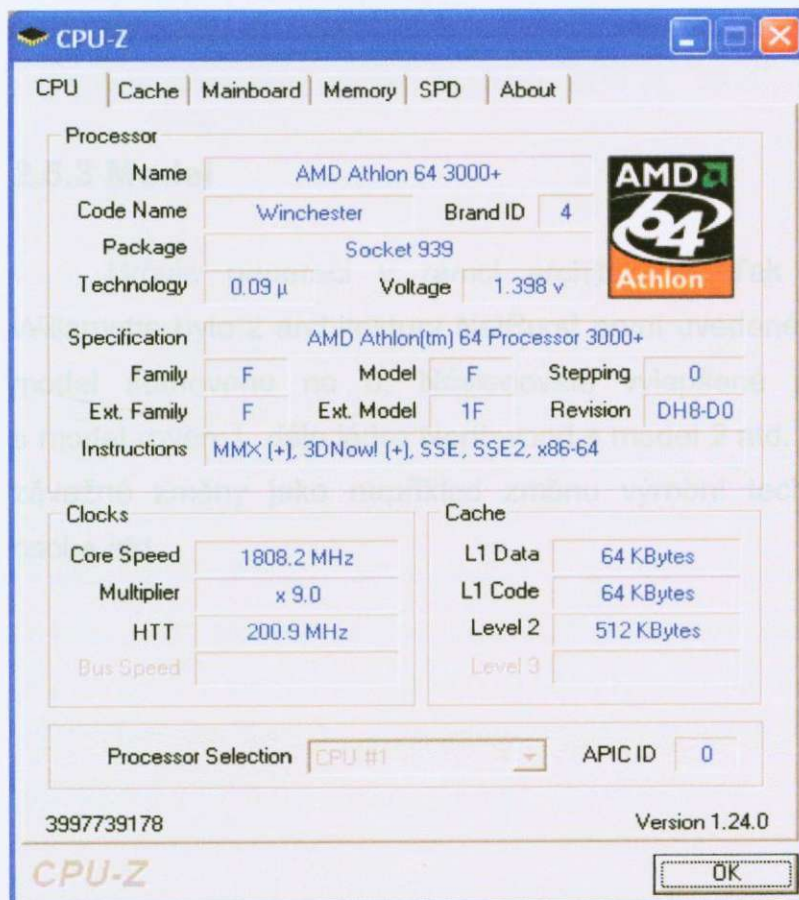 CPU-Z
CPU Cache Mainboard Memory SPD About
Processor
Name AMD Athlon 64 3000+
Code Name Winchester Brand ID 4
Package Socket 939
Technology 0.09 µ Voltage 1.398 v
AMD 64 Athlon
Specification AMD Athlon(tm) 64 Processor 3000+
Family F Model F Stepping 0
Ext. Family F Ext. Model 1F Revision DH8-D0
Instructions MMX (+), 3DNow! (+), SSE, SSE2, x86-64
Clocks
Core Speed 1808.2 MHz
Multiplier x 9.0
HTT 200.9 MHz
Bus Speed
Cache
L1 Data 64 KBytes
L1 Code 64 KBytes
Level 2 512 KBytes
Level 3
Processor Selection CPU #1 APIC ID 0
3997739178 Version 1.24.0
CPU-Z OK